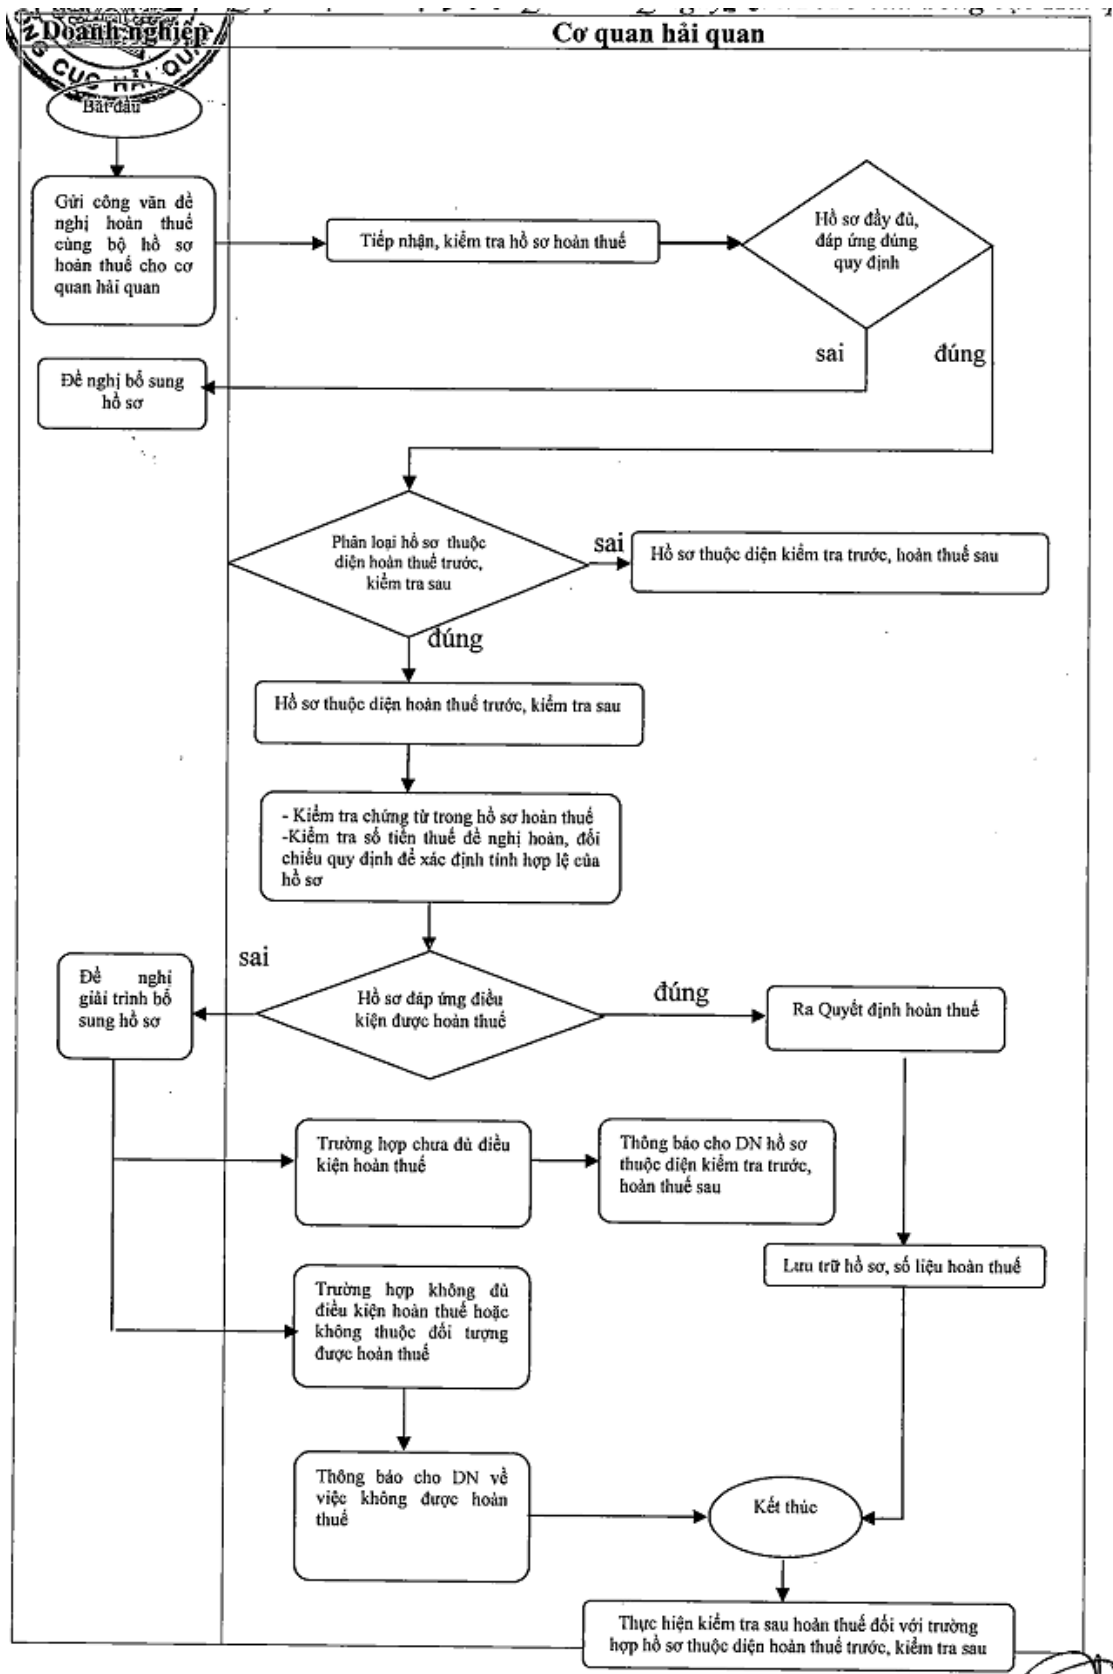 Doanh nghiệp
Cơ quan hải quan
CỤC HẢI QU
Bắt đầu
Gửi công văn đề
nghị hoàn thuế
cùng bộ hồ sơ
hoàn thuế cho cơ
quan hải quan
Tiếp nhận, kiểm tra hồ sơ hoàn thuế
Hồ sơ đầy đủ,
đáp ứng đúng
quy định
sai
đúng
Đề nghị bổ sung
hồ sơ
Phân loại hồ sơ thuộc
diện hoàn thuế trước,
kiểm tra sau
sai
Hồ sơ thuộc diện kiểm tra trước, hoàn thuế sau
đúng
Hồ sơ thuộc diện hoàn thuế trước, kiểm tra sau
- Kiểm tra chứng từ trong hồ sơ hoàn thuế
-Kiểm tra số tiền thuế đề nghị hoàn, đối
chiếu quy định để xác định tính hợp lệ của
hồ sơ
sai
Đề nghị
giải trình bổ
sung hồ sơ
Hồ sơ đáp ứng điều
kiện được hoàn thuế
đúng
Ra Quyết định hoàn thuế
Trường hợp chưa đủ điều
kiện hoàn thuế
Thông báo cho DN hồ sơ
thuộc diện kiểm tra trước,
hoàn thuế sau
Lưu trữ hồ sơ, số liệu hoàn thuế
Trường hợp không đủ
điều kiện hoàn thuế hoặc
không thuộc đối tượng
được hoàn thuế
Thông báo cho DN về
việc không được hoàn
thuế
Kết thúc
Thực hiện kiểm tra sau hoàn thuế đối với trường
hợp hồ sơ thuộc diện hoàn thuế trước, kiểm tra sau